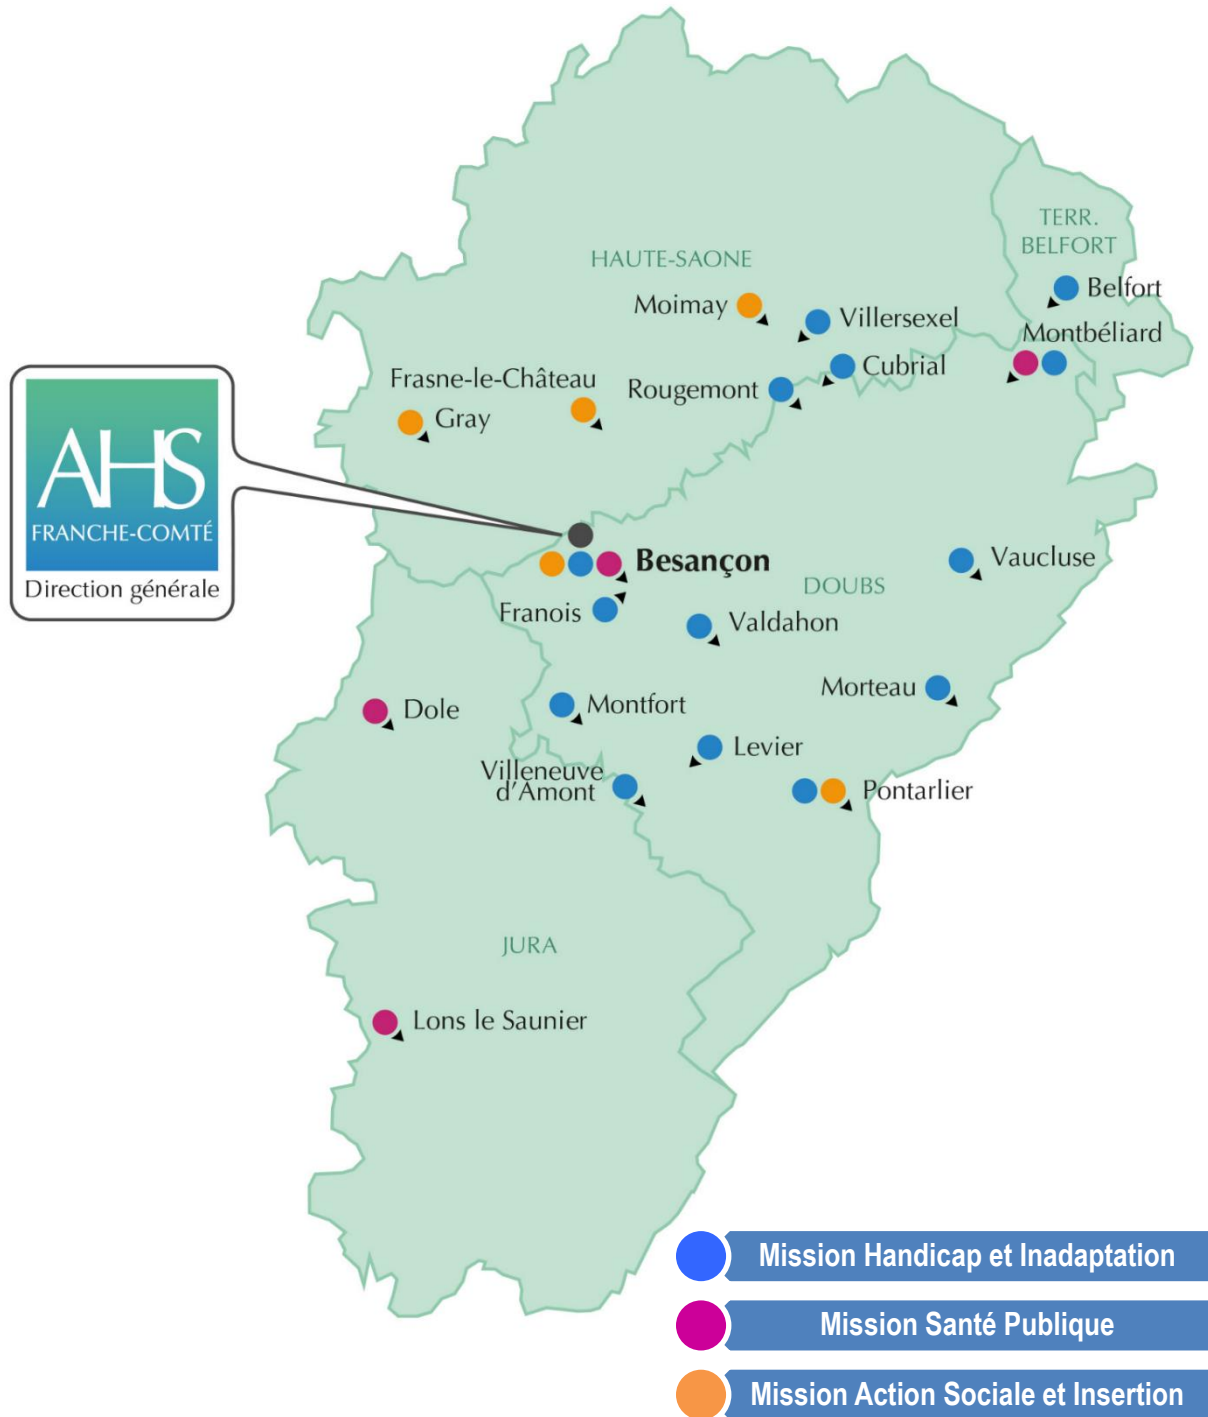 TERR.
BELFORT
HAUTE-SAONE
Belfort
Moimay
Villersexel
Montbéliard
Cubrial
Frasne-le-Château
Rougemont
Gray
AHS
FRANCHE-COMTÉ
Direction générale
Besançon
Vaucluse
DOUBS
Franois
Valdahon
Morteau
Dole
Montfort
Levier
Villeneuve
d'Amont
Pontarlier
JURA
Lons le Saunier
Mission Handicap et Inadaptation
Mission Santé Publique
Mission Action Sociale et Insertion